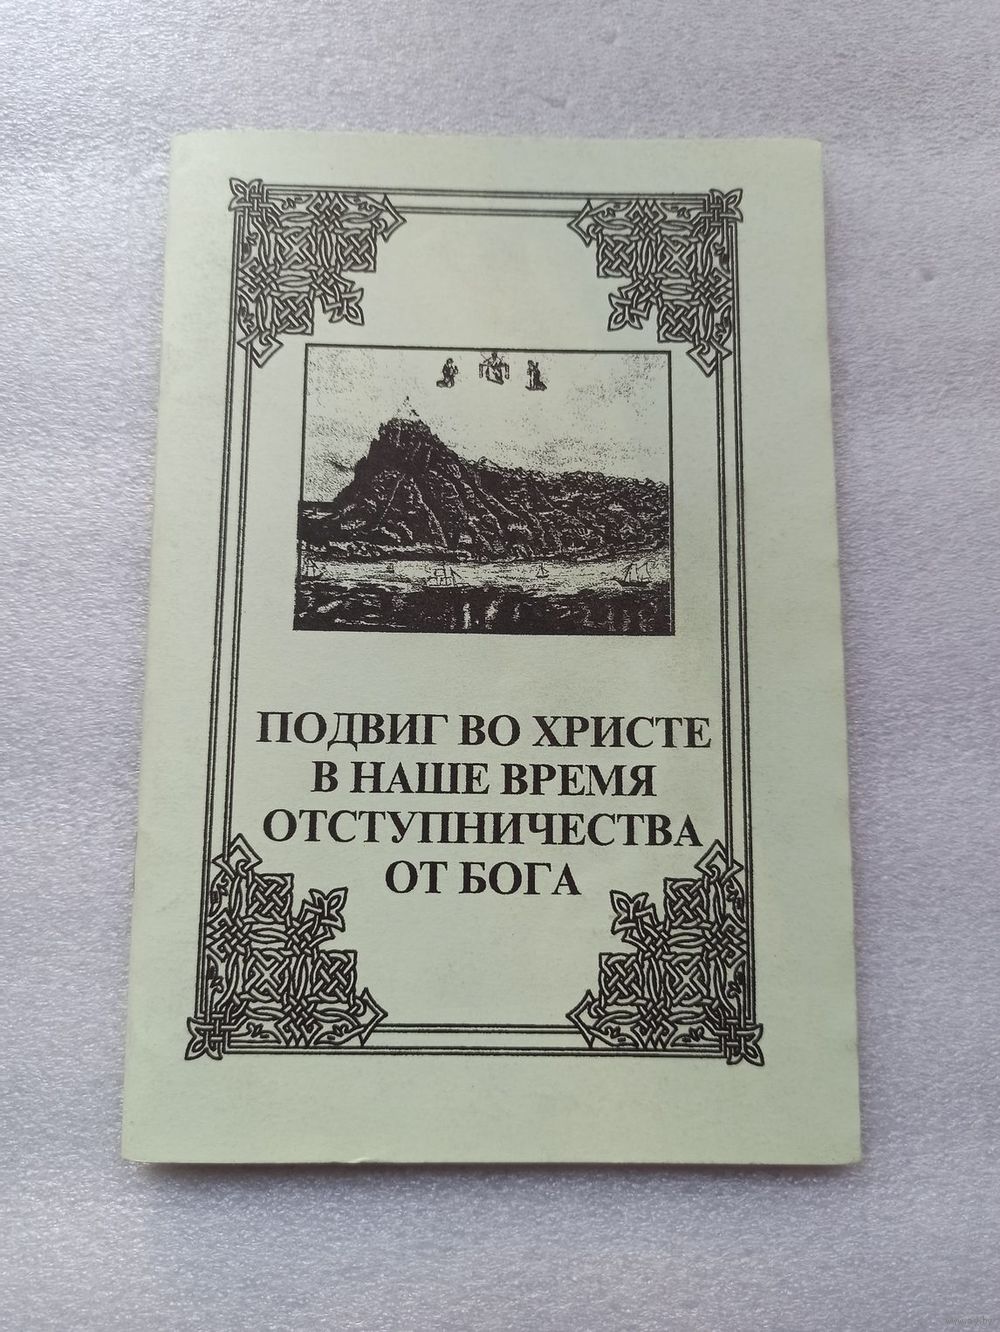 ПОДВИГ ВО ХРИСТЕ
В НАШЕ ВРЕМЯ
ОТСТУПНИЧЕСТВА
ОТ БОГА